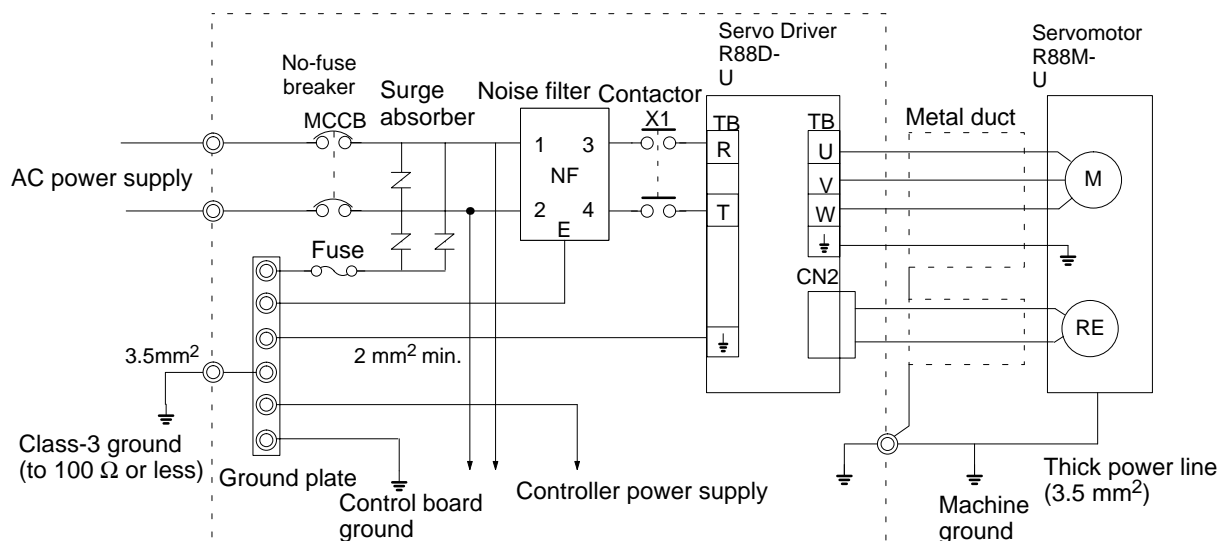 Servo Driver
R88D-
U
Servomotor
R88M-
U
No-fuse
breaker
MCCB
Surge
absorber
Noise filter
Contactor
X1
TB
R
T
TB
U
V
W
Metal duct
M
AC power supply
1 3
NF
2 4
E
Fuse
CN2
RE
3.5mm²
2 mm² min.
Class-3 ground
(to 100 Ω or less)
Ground plate
Control board
ground
Controller power supply
Machine
ground
Thick power line
(3.5 mm²)